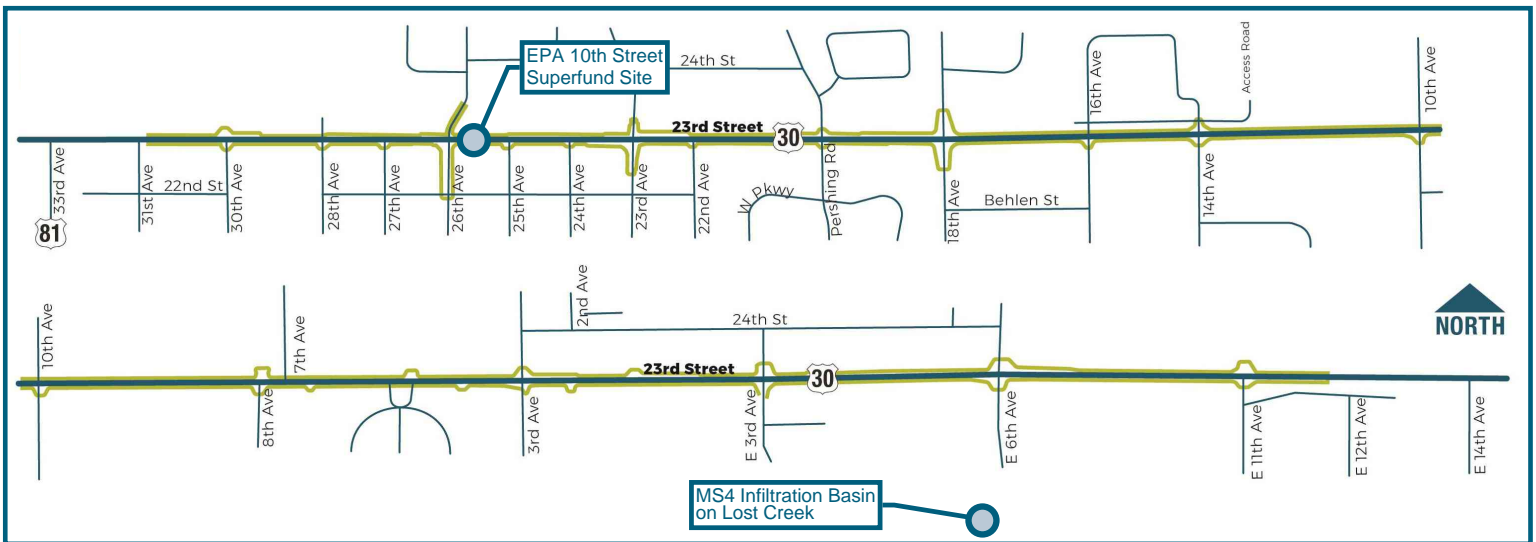 EPA 10th Street
Superfund Site
24th St
16th Ave
Access Road
10th Ave
23rd Street
30
33rd Ave
81
31st Ave
22nd St
30th Ave
28th Ave
27th Ave
26th Ave
25th Ave
24th Ave
23rd Ave
22nd Ave
W Pkwy
Pershing Rd
18th Ave
Behlen St
14th Ave
10th Ave
7th Ave
2nd Ave
24th St
NORTH
23rd Street
30
8th Ave
3rd Ave
E 3rd Ave
E 6th Ave
E 11th Ave
E 12th Ave
E 14th Ave
MS4 Infiltration Basin
on Lost Creek